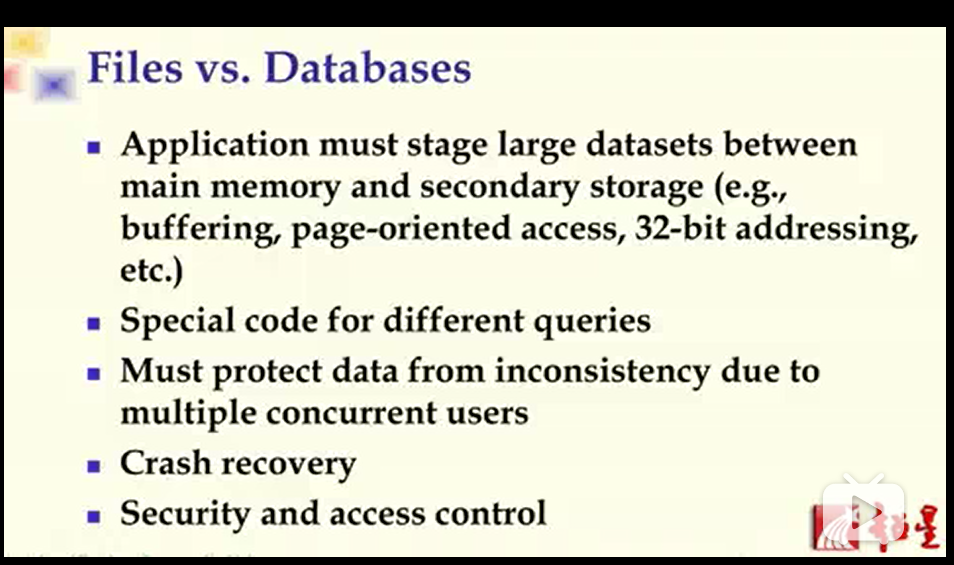 Files vs. Databases
Application must stage large datasets between
main memory and secondary storage (e.g.,
buffering, page-oriented access, 32-bit addressing,
etc.)
Special code for different queries
Must protect data from inconsistency due to
multiple concurrent users
Crash recovery
Security and access control